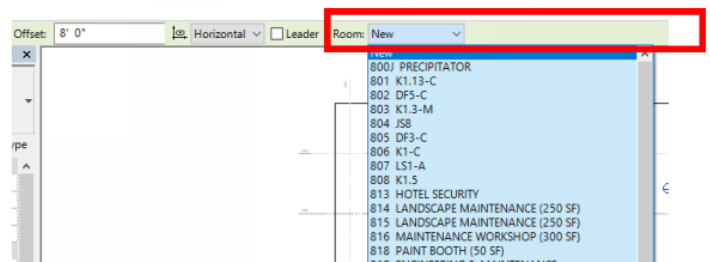 Offset: 8' 0" Horizontal Leader Room: New
New
800J PRECIPITATOR
801 K1.13-C
802 DF5-C
803 K1.3-M
804 JS8
805 DF3-C
806 K1-C
807 LS1-A
808 K1.5
813 HOTEL SECURITY
814 LANDSCAPE MAINTENANCE (250 SF)
815 LANDSCAPE MAINTENANCE (250 SF)
816 MAINTENANCE WORKSHOP (300 SF)
818 PAINT BOOTH (50 SF)